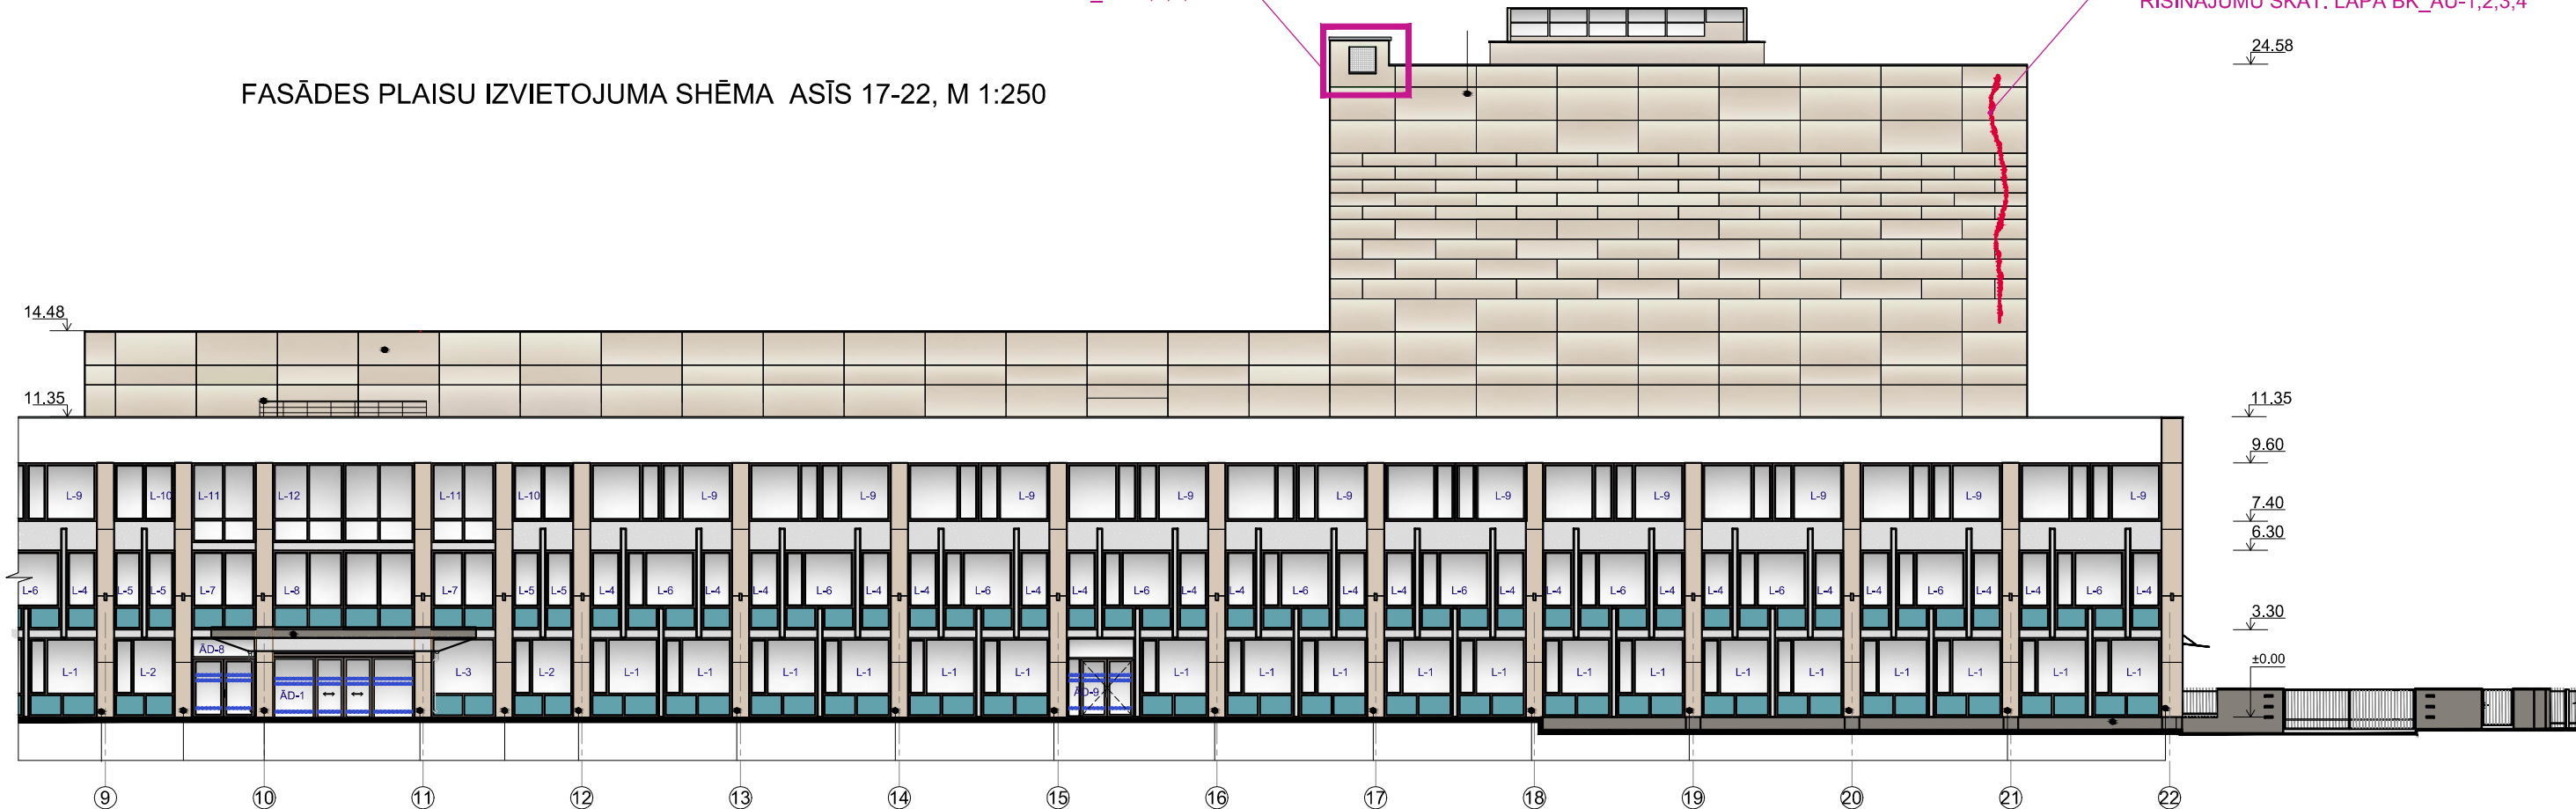 RISINĀJUMU SKAT. LAPĀ BK_AU-1,2,3,4
24.58
FASĀDES PLAISU IZVIETOJUMA SHĒMA ASĪS 17-22, M 1:250
14.48
11.35
11.35
9.60
L-9 L-10 L-11 L-12 L-11 L-10 L-9 L-9 L-9 L-9 L-9 L-9 L-9 L-9 L-9 L-9
7.40
6.30
L-6 L-4 L-5 L-5 L-7 L-8 L-7 L-5 L-5 L-4 L-6 L-4 L-4 L-6 L-4 L-4 L-6 L-4 L-4 L-6 L-4 L-4 L-6 L-4 L-4 L-6 L-4 L-4 L-6 L-4 L-4 L-6 L-4 L-4 L-6 L-4 L-4 L-6 L-4
3.30
ĀD-8
±0.00
L-1 L-2 L-3 L-2 L-1 L-1 L-1 L-1 L-1 L-1 L-1 L-1 L-1 L-1 L-1 L-1 L-1 L-1 L-1 L-1 L-1 L-1 L-1
ĀD-1 ĀD-9
9 10 11 12 13 14 15 16 17 18 19 20 21 22